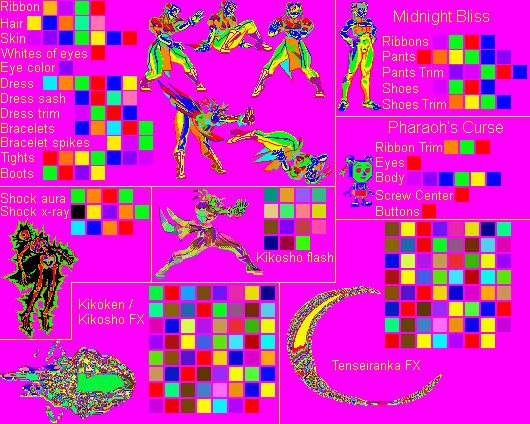 Ribbon
Hair
Skin
Whites of eyes
Eye color
Dress
Dress sash
Dress trim
Bracelets
Bracelet spikes
Tights
Boots
Midnight Bliss
Ribbons
Pants
Pants Trim
Shoes
Shoes Trim
Pharaoh's Curse
Ribbon Trim
Eyes
Body
Screw Center
Buttons
Shock aura
Shock x-ray
Kikosho flash
Kikoken /
Kikosho FX
Tenseiranka FX